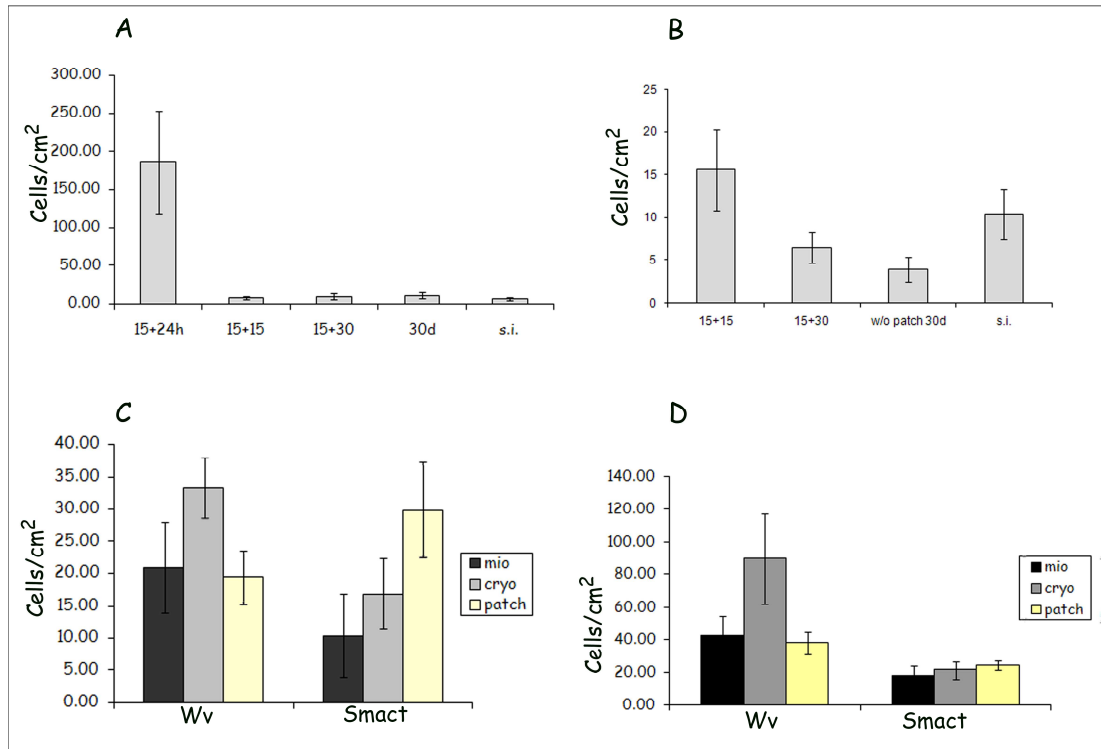 A
Cells/cm²
300.00
250.00
200.00
150.00
100.00
50.00
0.00
15+24h 15+15 15+30 30d s.i.
B
Cells/cm²
25
20
15
10
5
0
15+15 15+30 w/o patch 30d s.i.
C
Cells/cm²
40.00
35.00
30.00
25.00
20.00
15.00
10.00
5.00
0.00
Wv Smact
mio
cryo
patch
D
Cells/cm²
140.00
120.00
100.00
80.00
60.00
40.00
20.00
0.00
Wv Smact
mio
cryo
patch